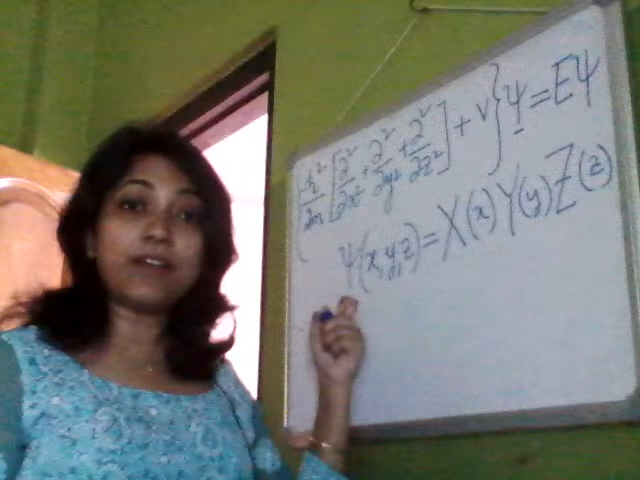 {ħ²/2m [∂²/∂x² + ∂²/∂y² + ∂²/∂z²] + V} ψ = Eψ
ψ(x,y,z) = X(x) Y(y) Z(z)